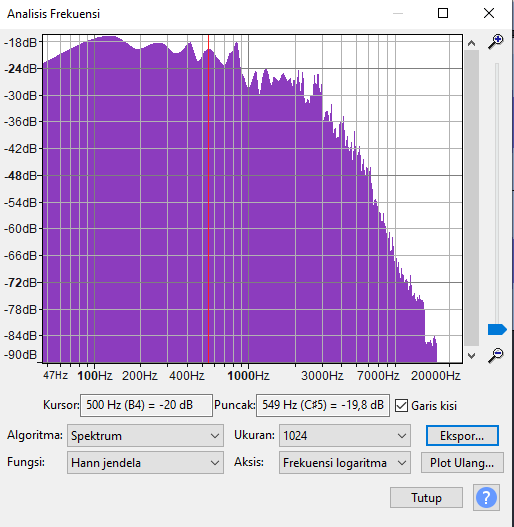 Analisis Frekuensi
-18dB
-24dB
-30dB
-36dB
-42dB
-48dB
-54dB
-60dB
-66dB
-72dB
-78dB
-84dB
-90dB
47Hz 100Hz 200Hz 400Hz 1000Hz 3000Hz 7000Hz 20000Hz
Kursor: 500 Hz (B4) = -20 dB Puncak: 549 Hz (C#5) = -19,8 dB Garis kisi
Algoritma: Spektrum Ukuran: 1024 Ekspor...
Fungsi: Hann jendela Aksis: Frekuensi logaritma Plot Ulang...
Tutup ?